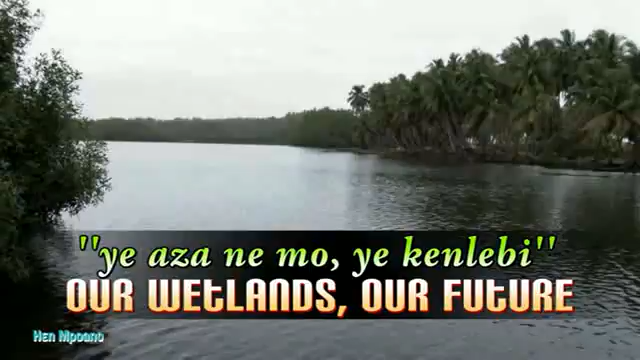 "ye aza ne mo, ye kenlebi"
OUR WETLANDS, OUR FUTURE
Hen Mpoano